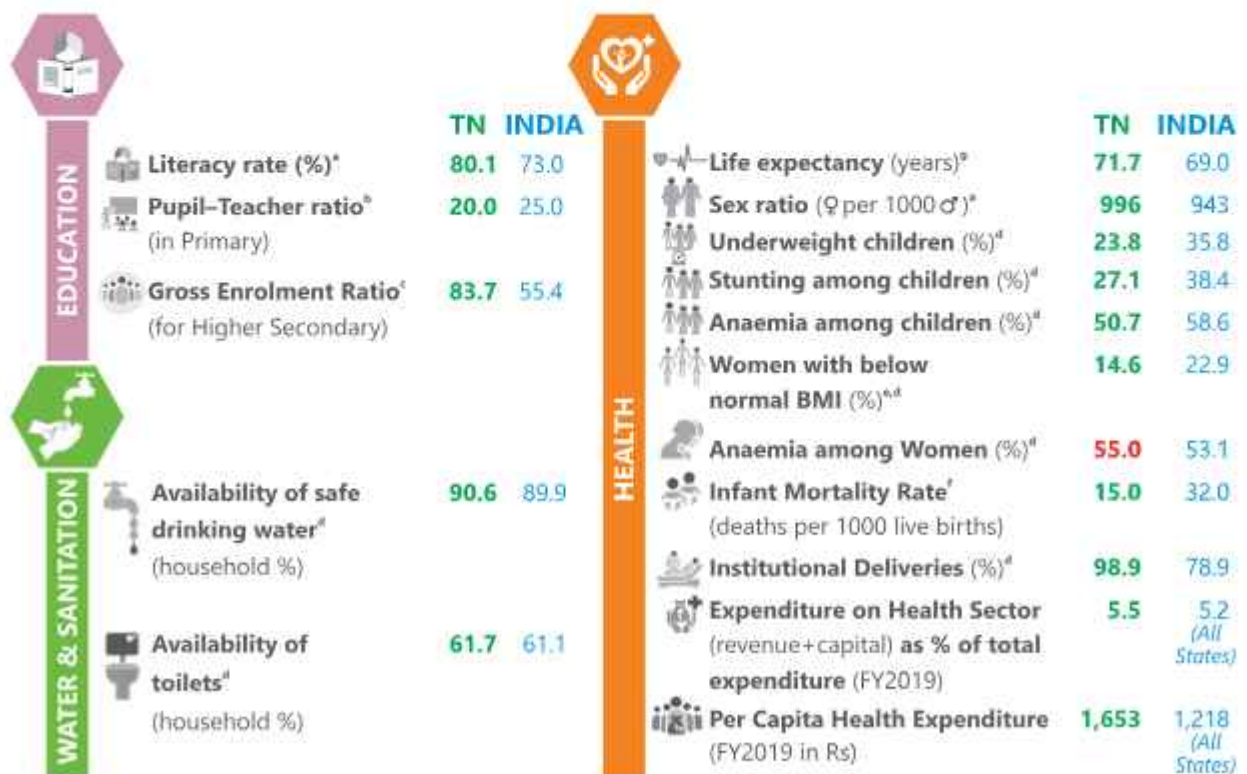 EDUCATION
TN INDIA
Literacy rate (%)ᵃ 80.1 73.0
Pupil–Teacher ratioᵇ 20.0 25.0
(in Primary)
Gross Enrolment Ratioᶜ 83.7 55.4
(for Higher Secondary)
WATER & SANITATION
Availability of safe 90.6 89.9
drinking waterᵈ
(household %)
Availability of 61.7 61.1
toiletsᵈ
(household %)
HEALTH
TN INDIA
Life expectancy (years)ᵍ 71.7 69.0
Sex ratio (♀ per 1000 ♂)ᵃ 996 943
Underweight children (%)ᵈ 23.8 35.8
Stunting among children (%)ᵈ 27.1 38.4
Anaemia among children (%)ᵈ 50.7 58.6
Women with below 14.6 22.9
normal BMI (%)ᵉ,ᵈ
Anaemia among Women (%)ᵈ 55.0 53.1
Infant Mortality Rateᶠ 15.0 32.0
(deaths per 1000 live births)
Institutional Deliveries (%)ᵈ 98.9 78.9
Expenditure on Health Sector 5.5 5.2
(revenue+capital) as % of total (All
expenditure (FY2019) States)
Per Capita Health Expenditure 1,653 1,218
(FY2019 in Rs) (All
States)